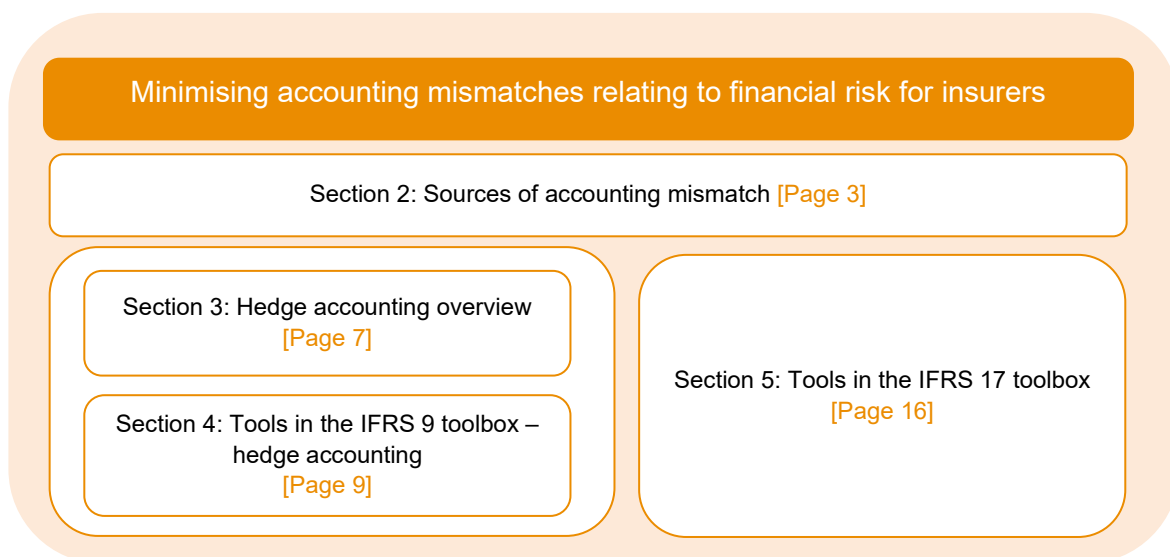 Minimising accounting mismatches relating to financial risk for insurers
Section 2: Sources of accounting mismatch [Page 3]
Section 3: Hedge accounting overview
[Page 7]
Section 4: Tools in the IFRS 9 toolbox –
hedge accounting
[Page 9]
Section 5: Tools in the IFRS 17 toolbox
[Page 16]